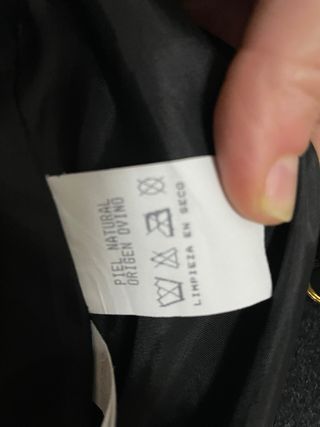 PIEL NATURAL
ORIGEN OVINO
LIMPIEZA EN SECO